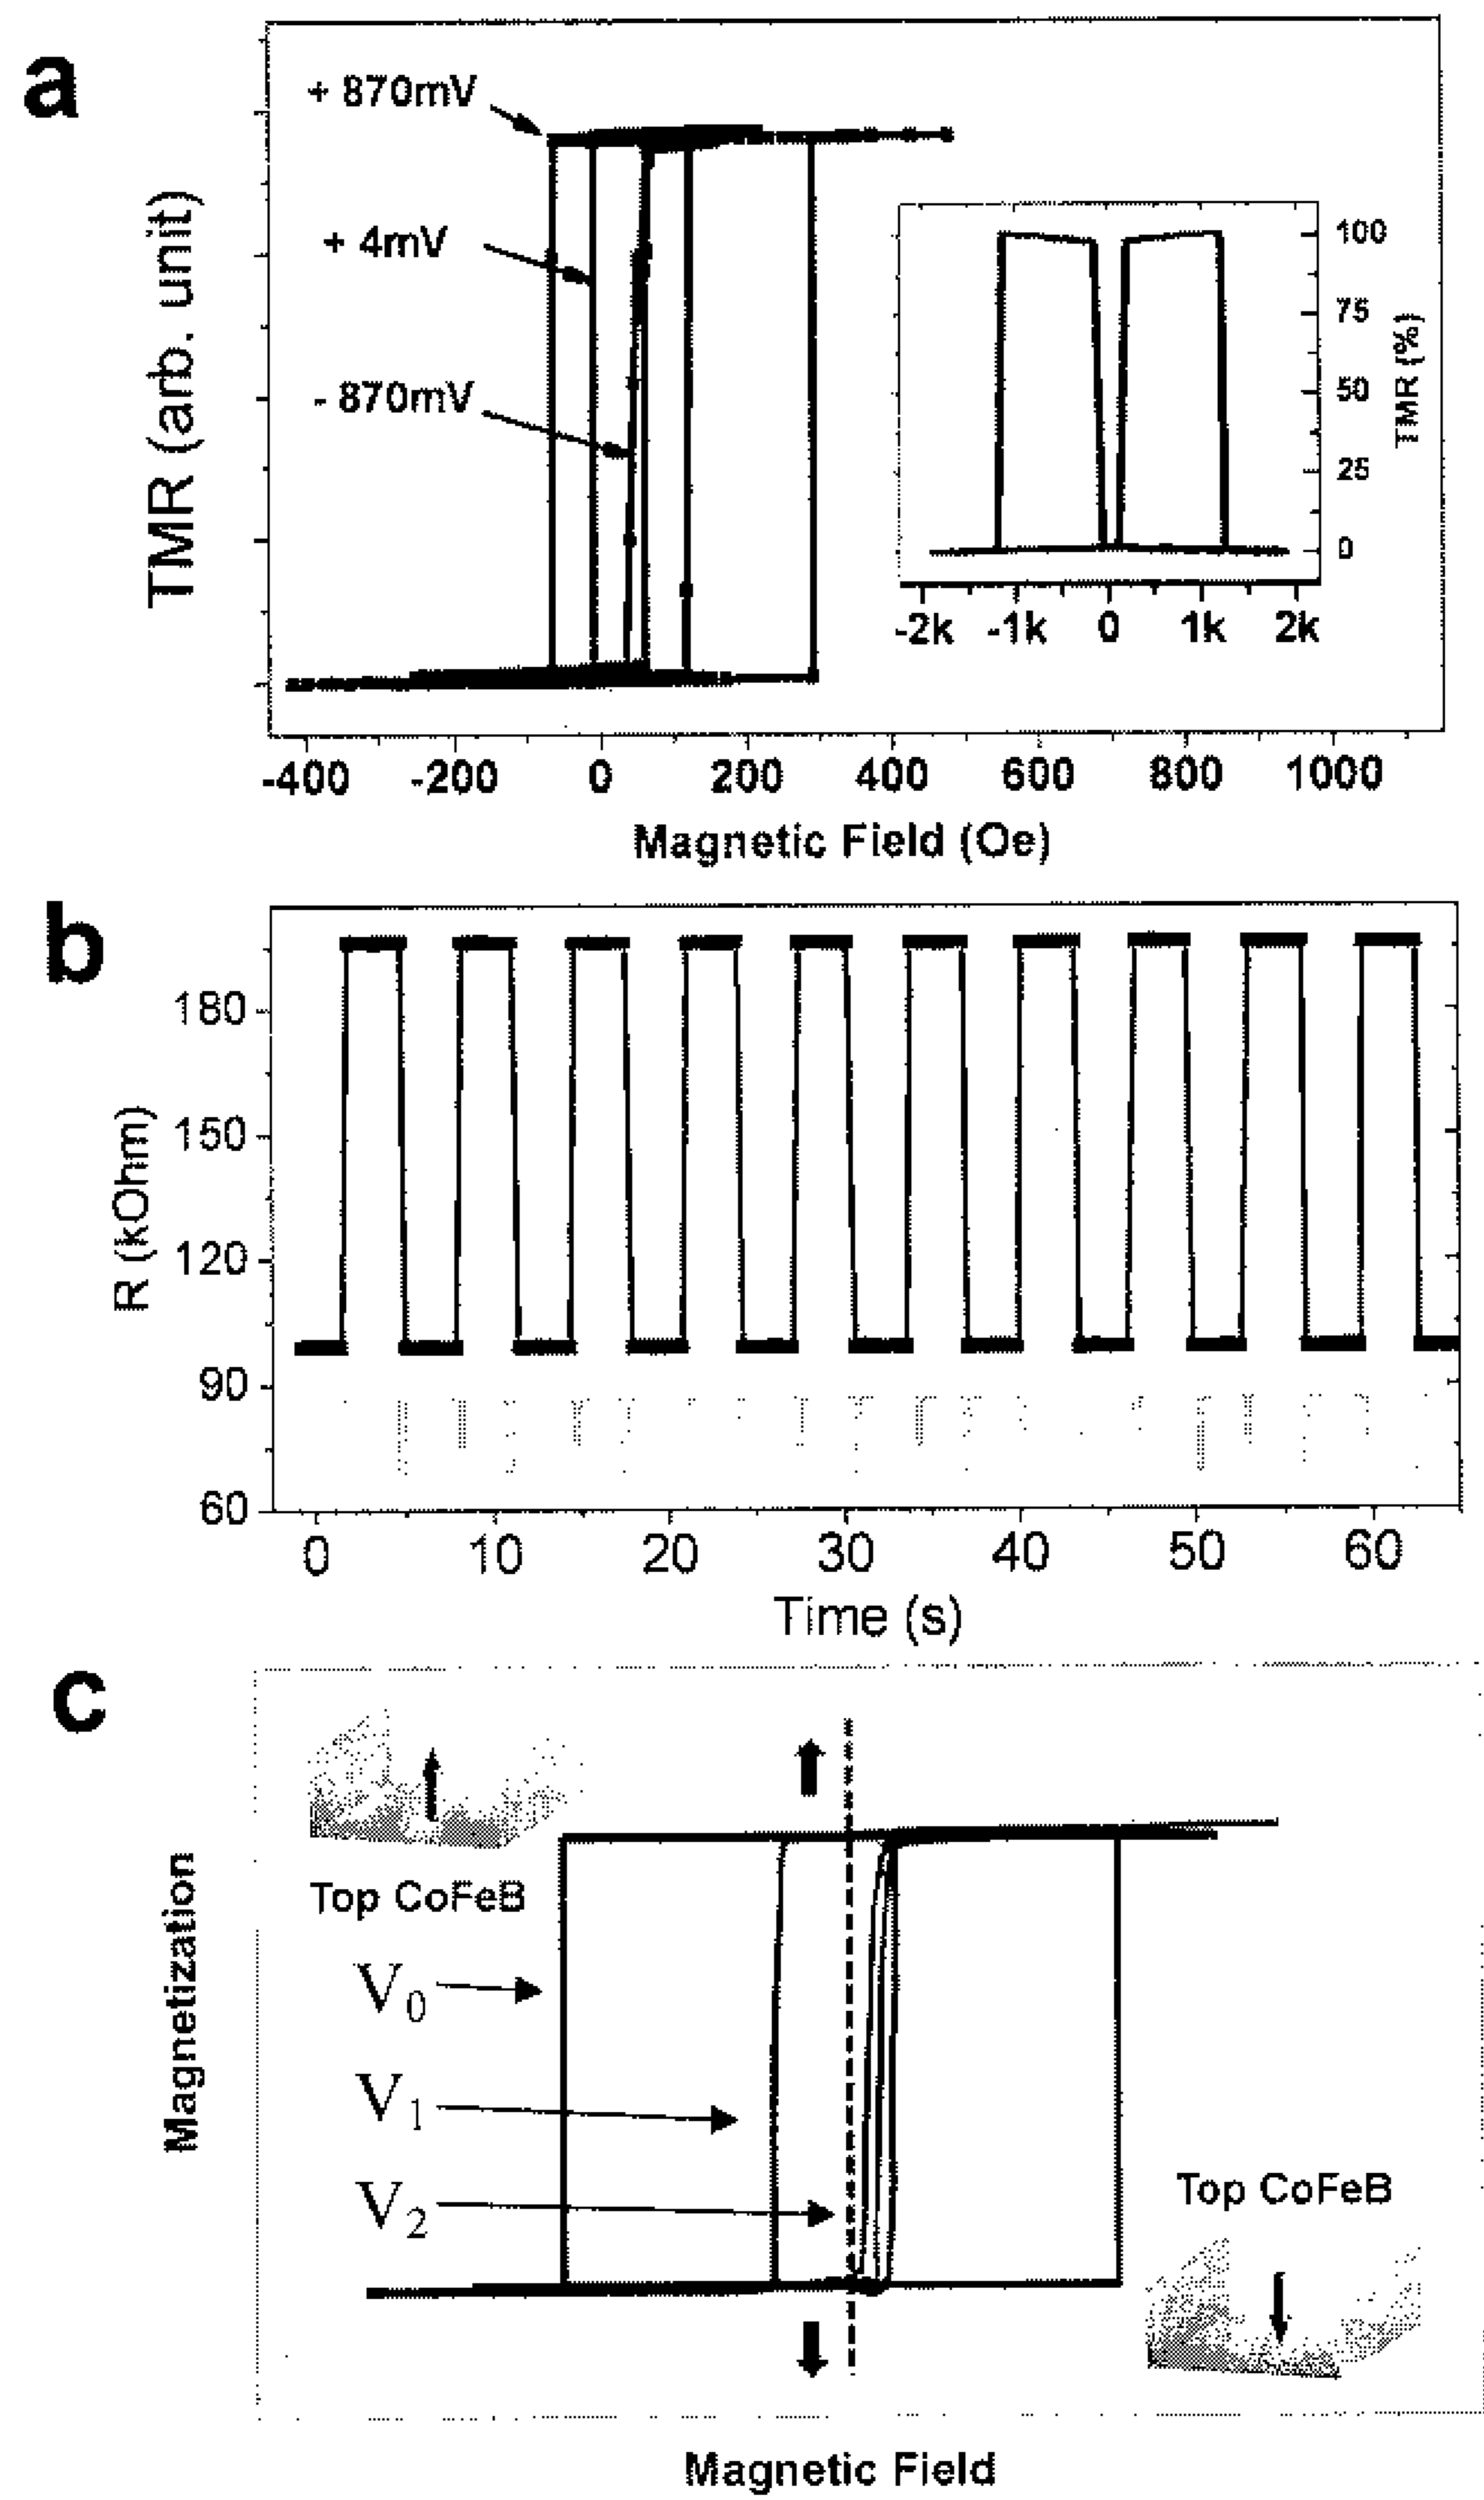 a
+ 870mV
+ 4mV
- 870mV
TMR (arb. unit)
100
75
50
25
0
TMR (%)
-2k -1k 0 1k 2k
-400 -200 0 200 400 600 800 1000
Magnetic Field (Oe)
b
180
150
120
90
60
R (kOhm)
0 10 20 30 40 50 60
Time (s)
c
Top CoFeB
V0
V1
V2
Magnetization
Top CoFeB
Magnetic Field